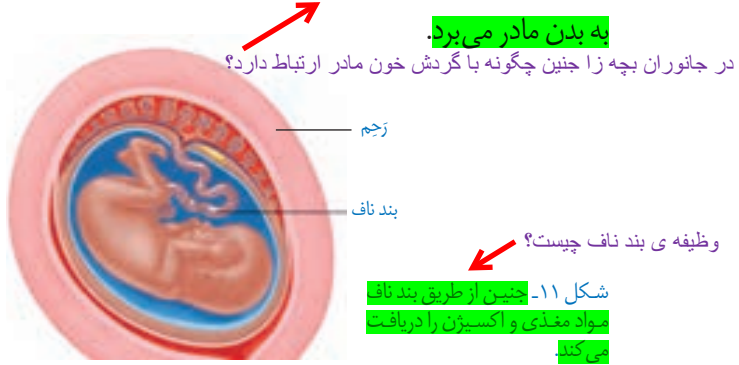 به بدن مادر می‌برد.
در جانوران بچه زا جنین چگونه با گردش خون مادر ارتباط دارد؟
رَحِم
بند ناف
وظیفه ی بند ناف چیست؟
شکل ۱۱ـ جنین از طریق بند ناف
مواد مغذی و اکسیژن را دریافت
می‌کند.